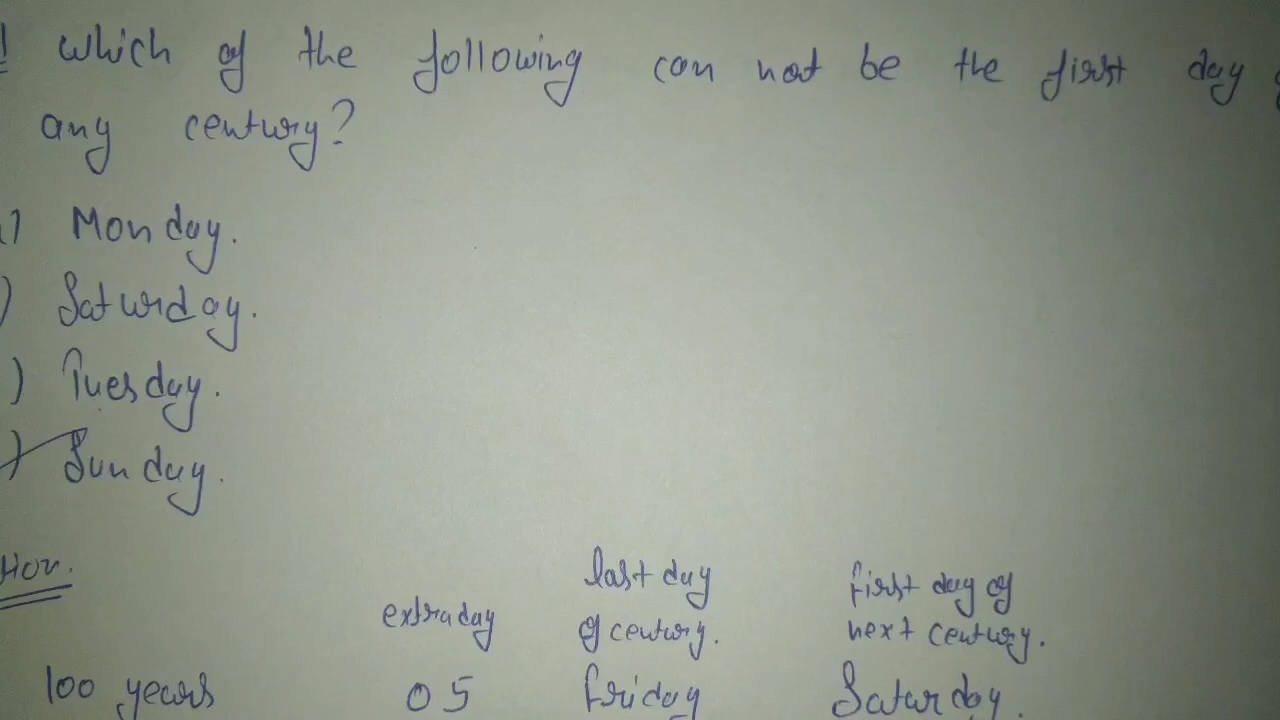 which of the following can not be the first day
any century?
Monday.
) Saturday.
) Tuesday.
) Sunday.
last day
first day of
extraday
of century.
next century.
100 years 05 friday Saturday.